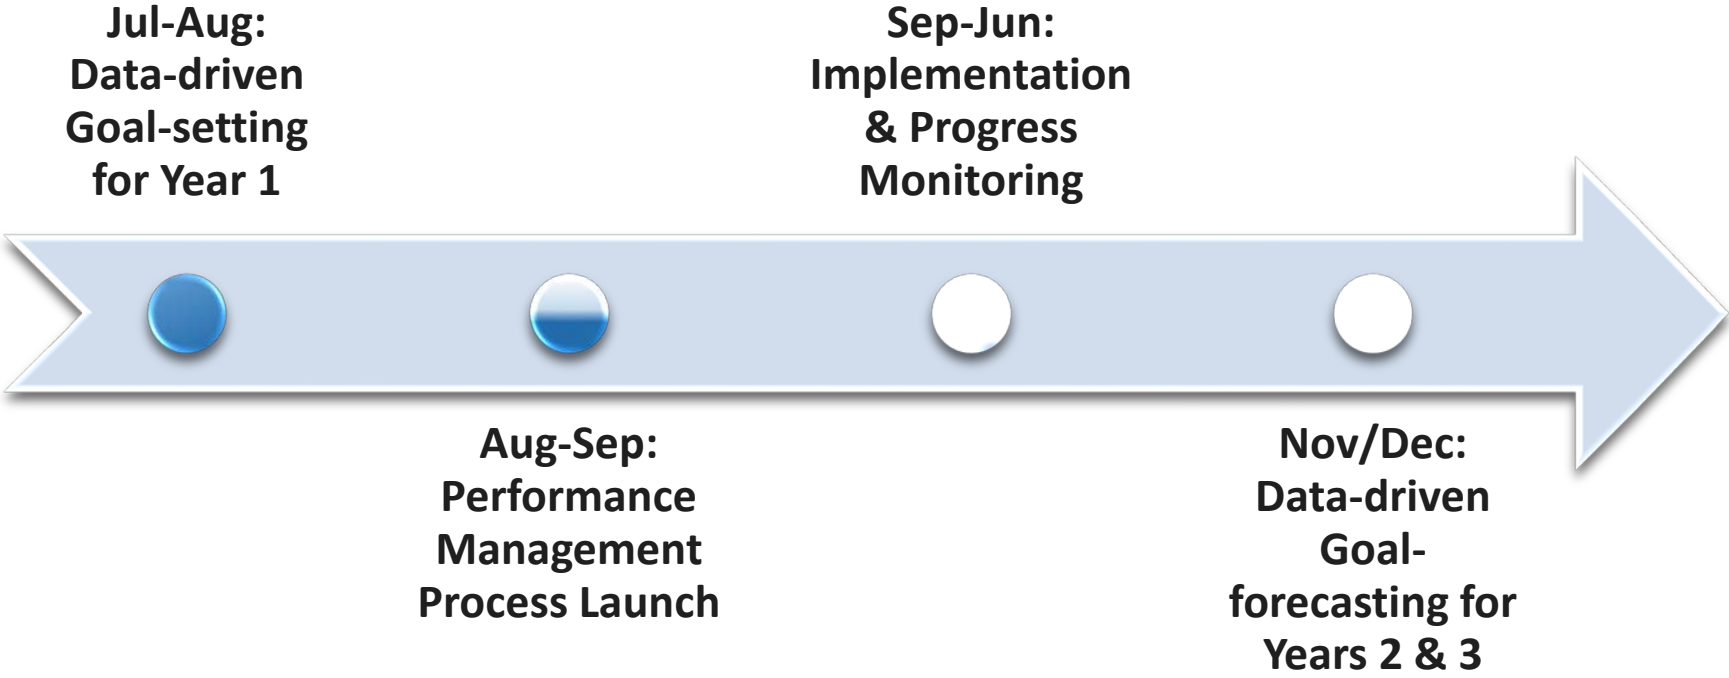 Jul-Aug:
Data-driven
Goal-setting
for Year 1
Aug-Sep:
Performance
Management
Process Launch
Sep-Jun:
Implementation
& Progress
Monitoring
Nov/Dec:
Data-driven
Goal-
forecasting for
Years 2 & 3